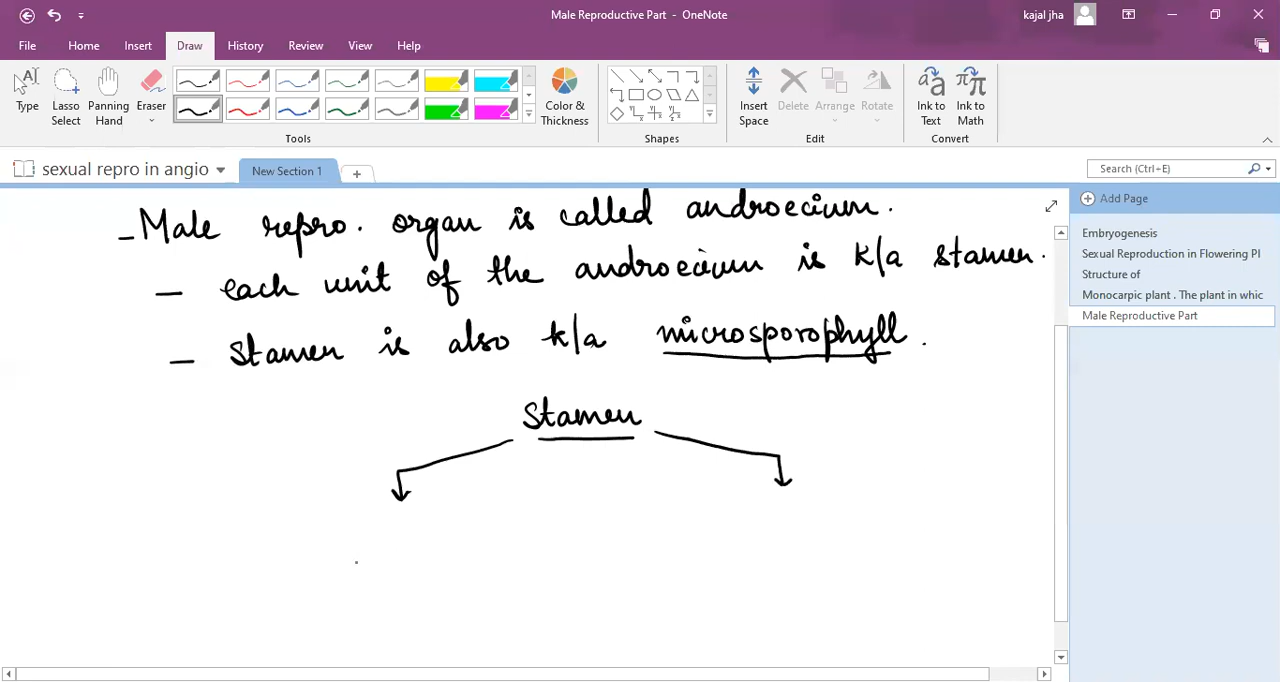 Male Reproductive Part - OneNote
kajal jha
File Home Insert Draw History Review View Help
Type
Lasso Select
Panning Hand
Eraser
Color & Thickness
Insert Space
Delete
Arrange
Rotate
Ink to Text
Ink to Math
Tools
Shapes
Edit
Convert
sexual repro in angio
New Section 1
Search (Ctrl+E)
Add Page
Embryogenesis
Sexual Reproduction in Flowering Pl
Structure of
Monocarpic plant . The plant in whic
Male Reproductive Part
- Male repro. organ is called androecium.
- each unit of the androecium is k/a stamen.
- stamen is also k/a microsporophyll.
Stamen